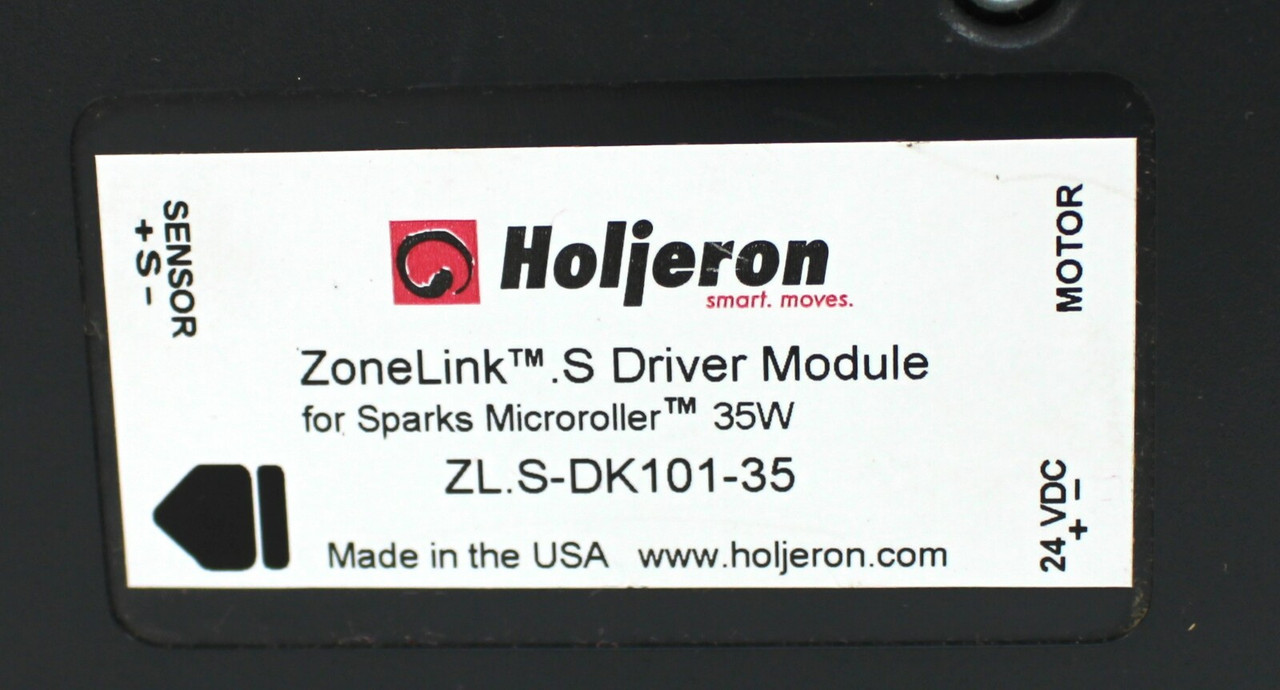 SENSOR
+ S -
Holjeron
smart. moves.
MOTOR
ZoneLink™.S Driver Module
for Sparks Microroller™ 35W
ZL.S-DK101-35
24 VDC
+ -
Made in the USA www.holjeron.com